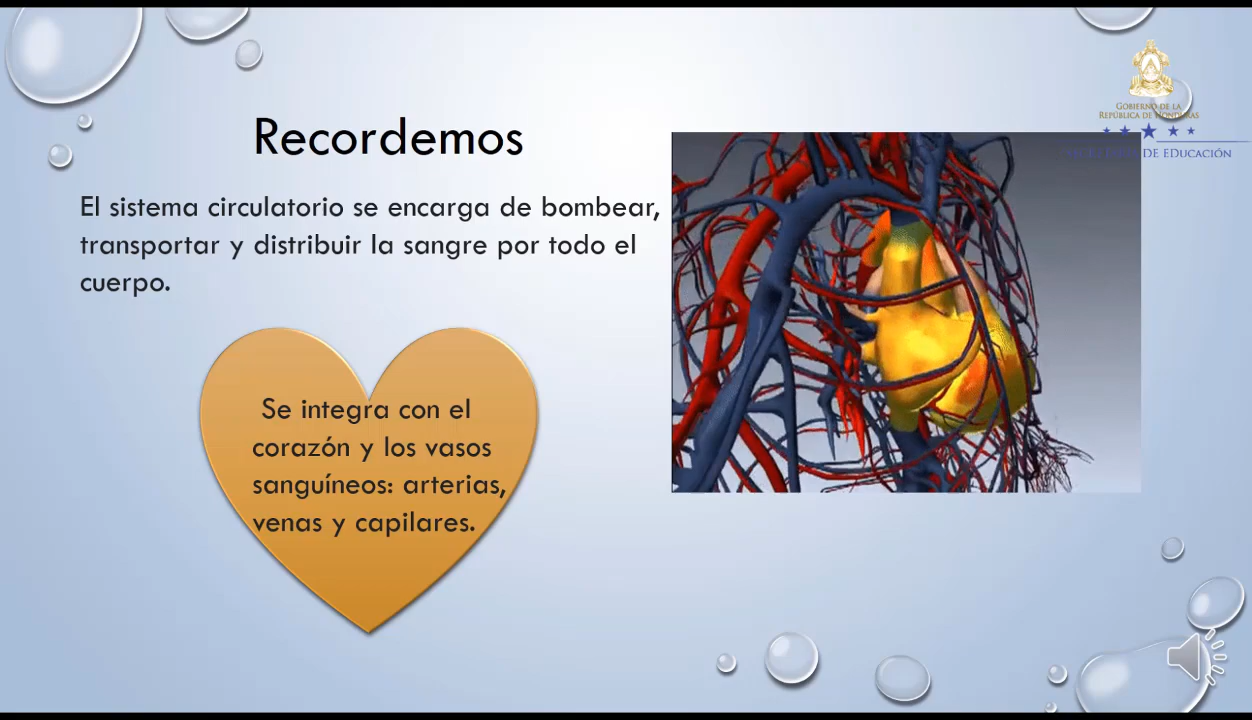 Recordemos
El sistema circulatorio se encarga de bombear,
transportar y distribuir la sangre por todo el
cuerpo.
Se integra con el
corazón y los vasos
sanguíneos: arterias,
venas y capilares.
Gobierno de la
República de Honduras
DE EDucación